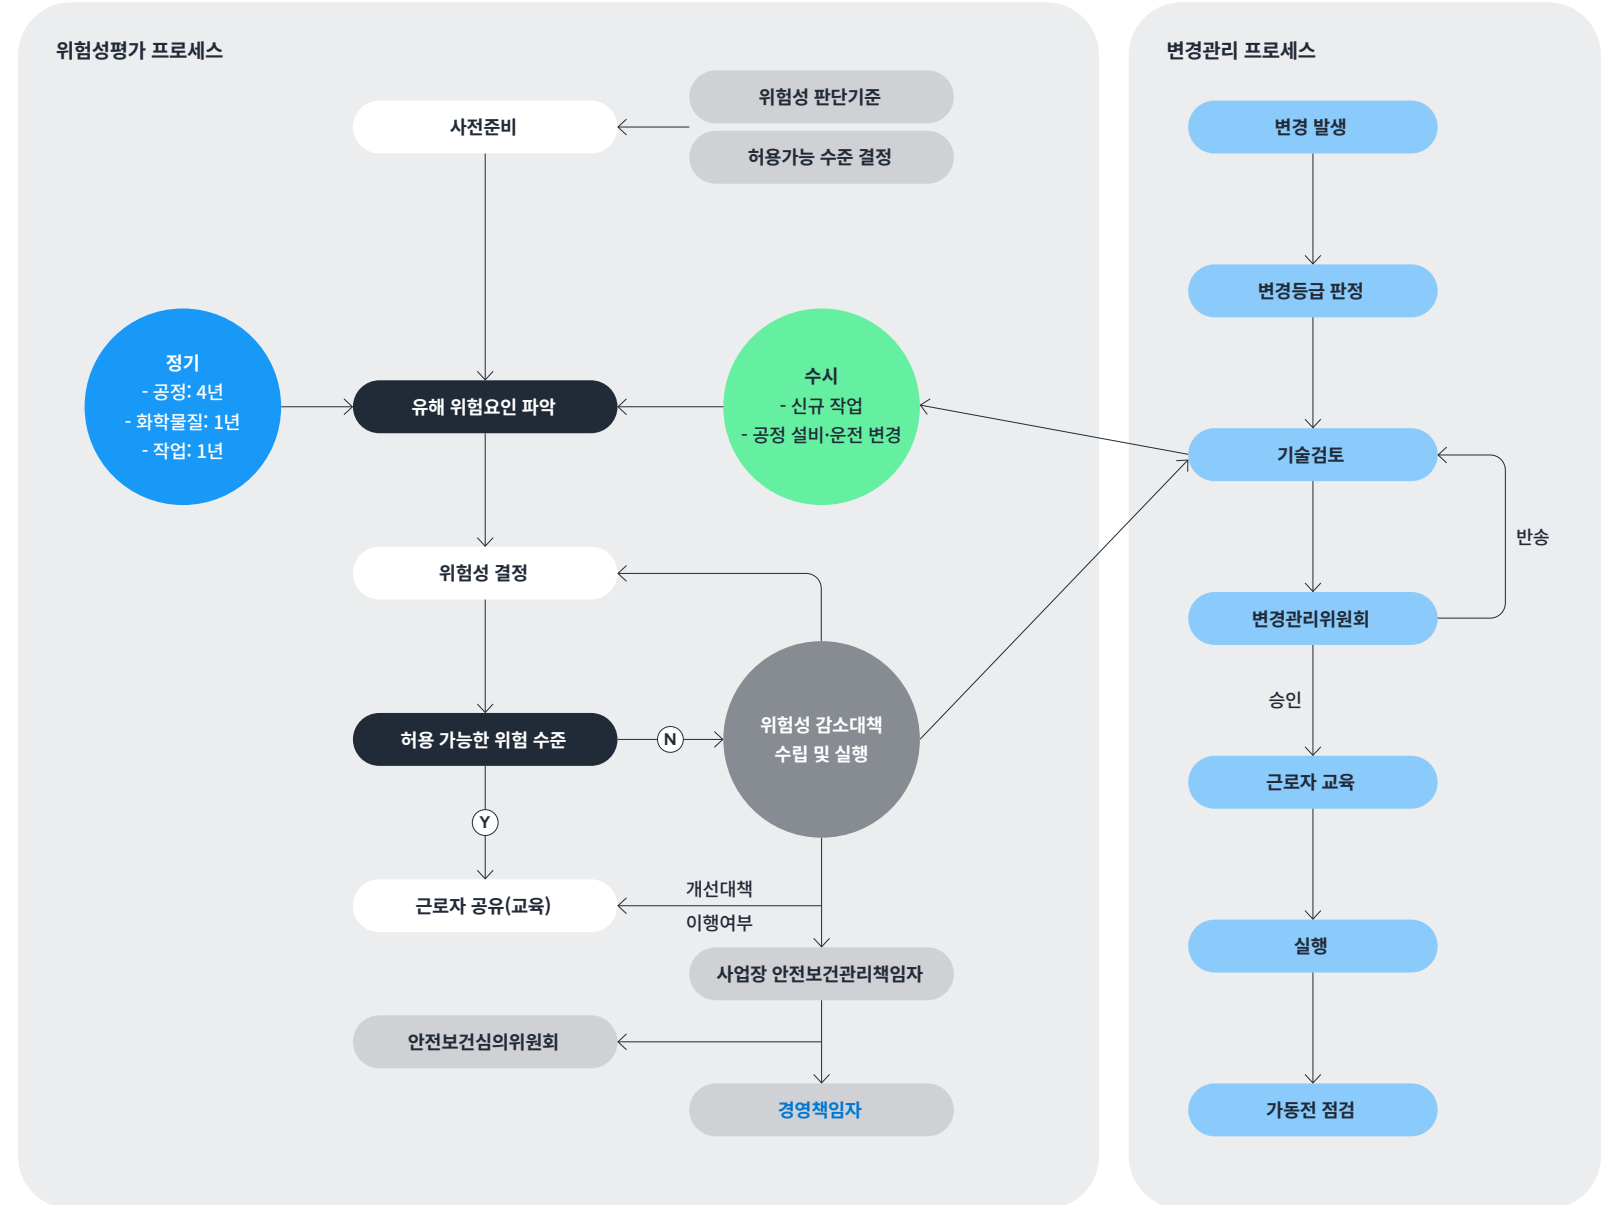 위험성평가 프로세스
위험성 판단기준
사전준비
허용가능 수준 결정
정기
- 공정: 4년
- 화학물질: 1년
- 작업: 1년
유해 위험요인 파악
수시
- 신규 작업
- 공정 설비·운전 변경
위험성 결정
허용 가능한 위험 수준
N
위험성 감소대책
수립 및 실행
Y
근로자 공유(교육)
개선대책
이행여부
사업장 안전보건관리책임자
안전보건심의위원회
경영책임자
변경관리 프로세스
변경 발생
변경등급 판정
기술검토
반송
변경관리위원회
승인
근로자 교육
실행
가동전 점검